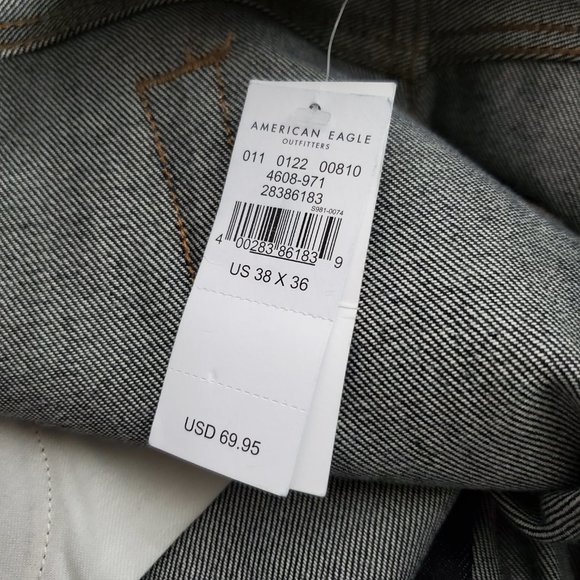 AMERICAN EAGLE
OUTFITTERS
011 0122 00810
4608-971
28386183
S981-0074
4 00283 86183 9
US 38 X 36
USD 69.95